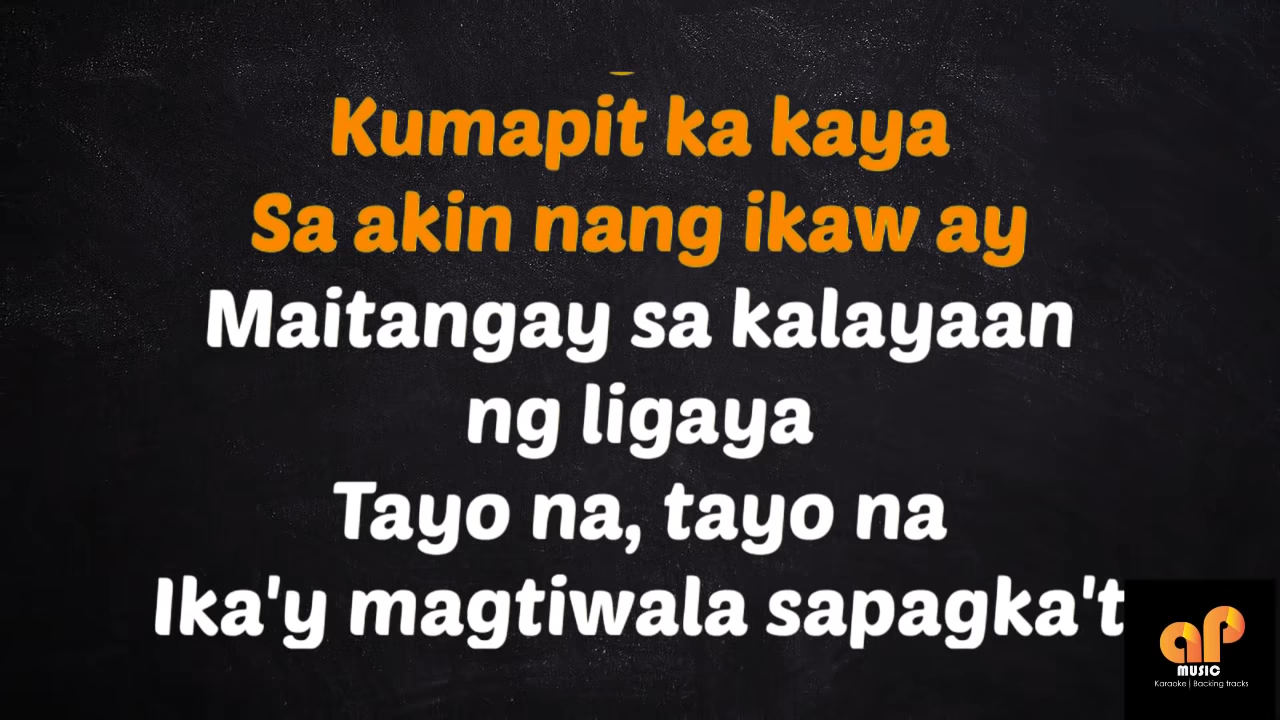 Kumapit ka kaya
Sa akin nang ikaw ay
Maitangay sa kalayaan
ng ligaya
Tayo na, tayo na
Ika'y magtiwala sapagka't
ap
MUSIC
Karaoke | Backing tracks